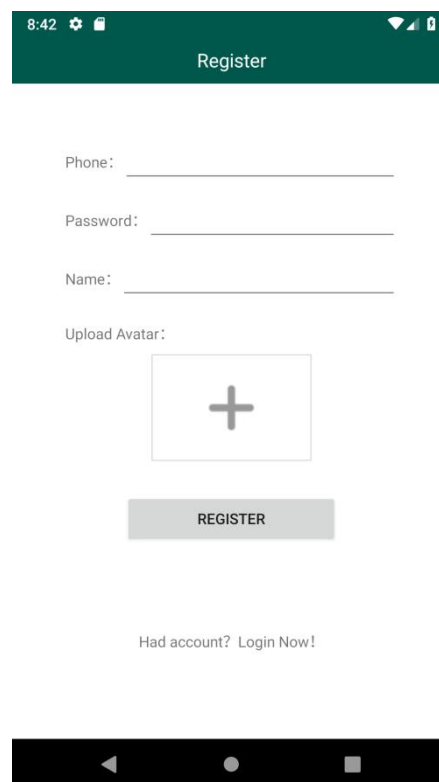 8:42
Register
Phone：
Password：
Name：
Upload Avatar：
REGISTER
Had account？ Login Now！